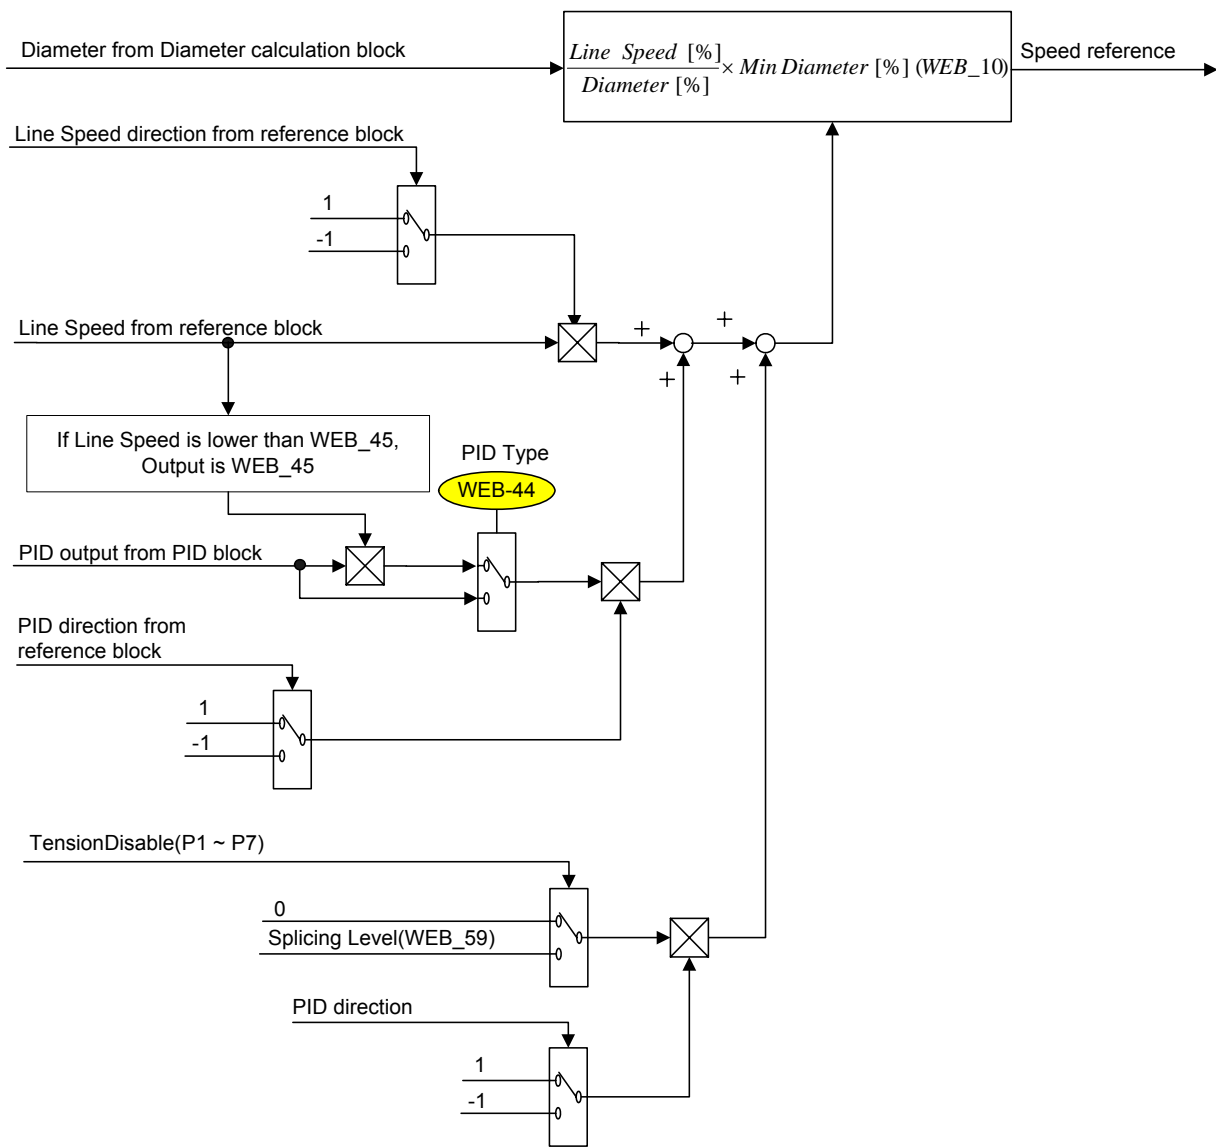 Diameter from Diameter calculation block
Line Speed [%]
Diameter [%]
× Min Diameter [%] (WEB_10)
Speed reference
Line Speed direction from reference block
1
-1
Line Speed from reference block
+
+
+
+
If Line Speed is lower than WEB_45,
Output is WEB_45
PID Type
WEB-44
PID output from PID block
PID direction from
reference block
1
-1
TensionDisable(P1 ~ P7)
0
Splicing Level(WEB_59)
PID direction
1
-1